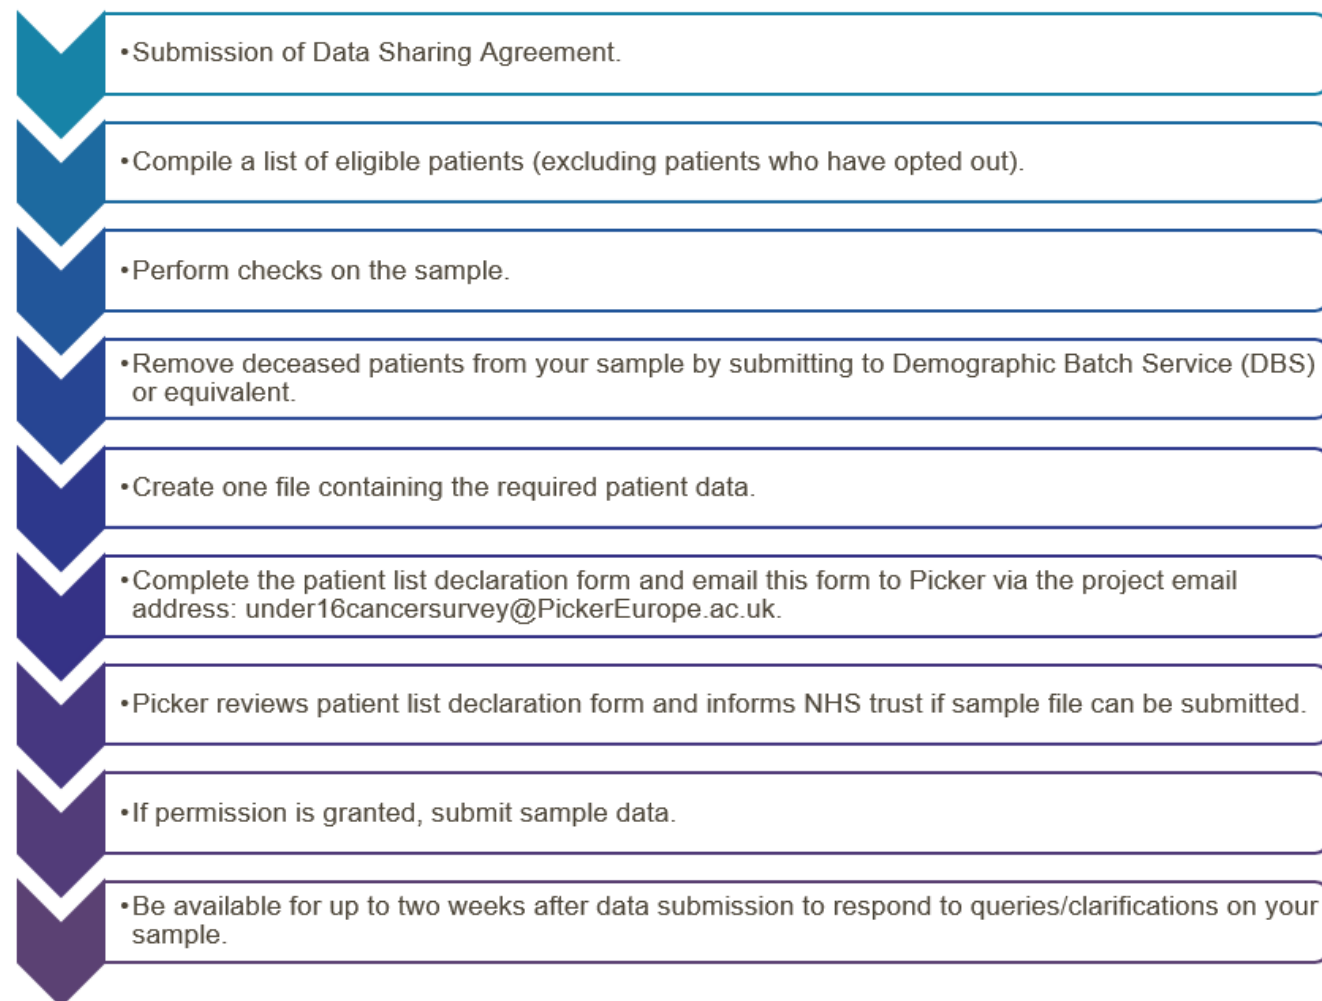 •Submission of Data Sharing Agreement.
•Compile a list of eligible patients (excluding patients who have opted out).
•Perform checks on the sample.
•Remove deceased patients from your sample by submitting to Demographic Batch Service (DBS)
or equivalent.
•Create one file containing the required patient data.
•Complete the patient list declaration form and email this form to Picker via the project email
address: under16cancersurvey@PickerEurope.ac.uk.
•Picker reviews patient list declaration form and informs NHS trust if sample file can be submitted.
•If permission is granted, submit sample data.
•Be available for up to two weeks after data submission to respond to queries/clarifications on your
sample.